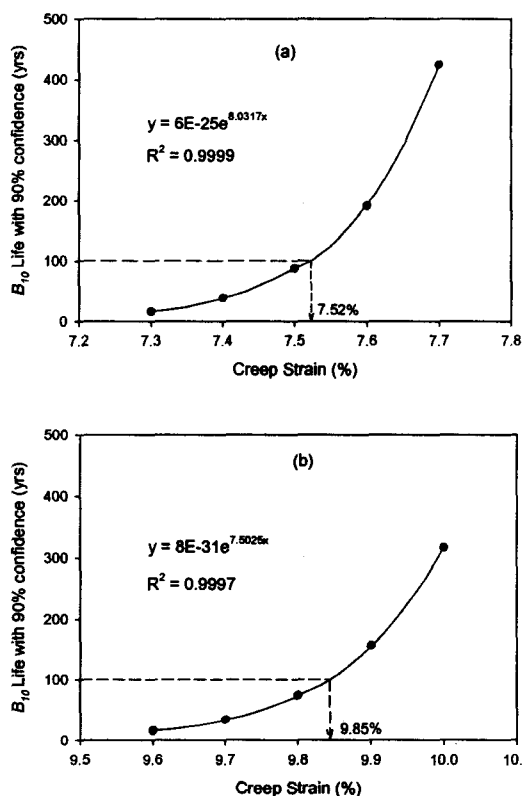 500
(a)
400
y = 6E-25e^8.0317x
300
R² = 0.9999
200
100
7.52%
0
7.2 7.3 7.4 7.5 7.6 7.7 7.8
Creep Strain (%)
B10 Life with 90% confidence (yrs)
500
(b)
400
y = 8E-31e^7.5025x
300
R² = 0.9997
200
100
9.85%
0
9.5 9.6 9.7 9.8 9.9 10.0 10.
Creep Strain (%)
B10 Life with 90% confidence (yrs)